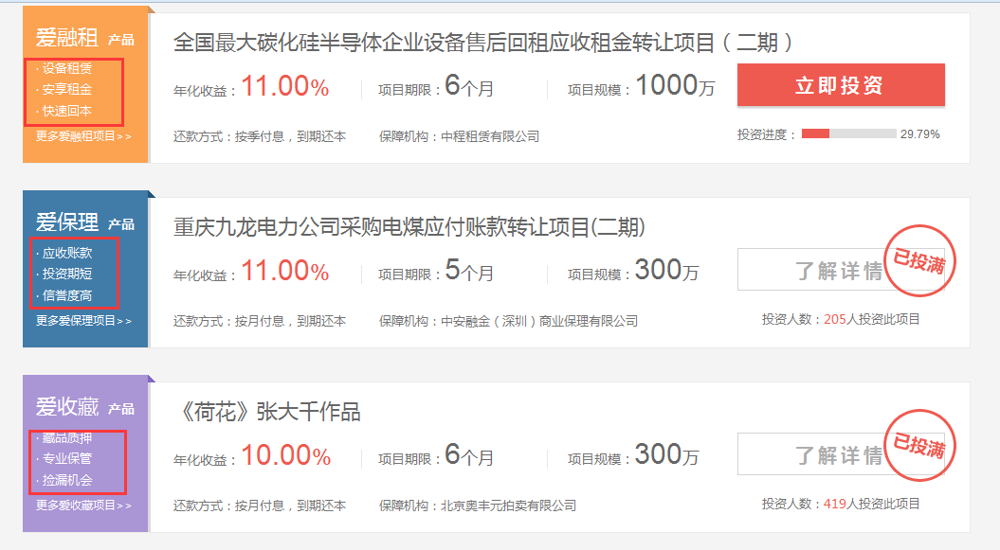 爱融租 产品
· 设备租赁
· 安享租金
· 快速回本
更多爱融租项目>>
全国最大碳化硅半导体企业设备售后回租应收租金转让项目（二期）
年化收益：11.00% 项目期限：6个月 项目规模：1000万
还款方式：按季付息，到期还本 保障机构：中程租赁有限公司
立即投资
投资进度： 29.79%
爱保理 产品
· 应收账款
· 投资期短
· 信誉度高
更多爱保理项目>>
重庆九龙电力公司采购电煤应付账款转让项目(二期)
年化收益：11.00% 项目期限：5个月 项目规模：300万
还款方式：按月付息，到期还本 保障机构：中安融金（深圳）商业保理有限公司
了解详情
已投满
投资人数：205人投资此项目
爱收藏 产品
· 藏品质押
· 专业保管
· 捡漏机会
更多爱收藏项目>>
《荷花》张大千作品
年化收益：10.00% 项目期限：6个月 项目规模：300万
还款方式：按月付息，到期还本 保障机构：北京奥丰元拍卖有限公司
了解详情
已投满
投资人数：419人投资此项目